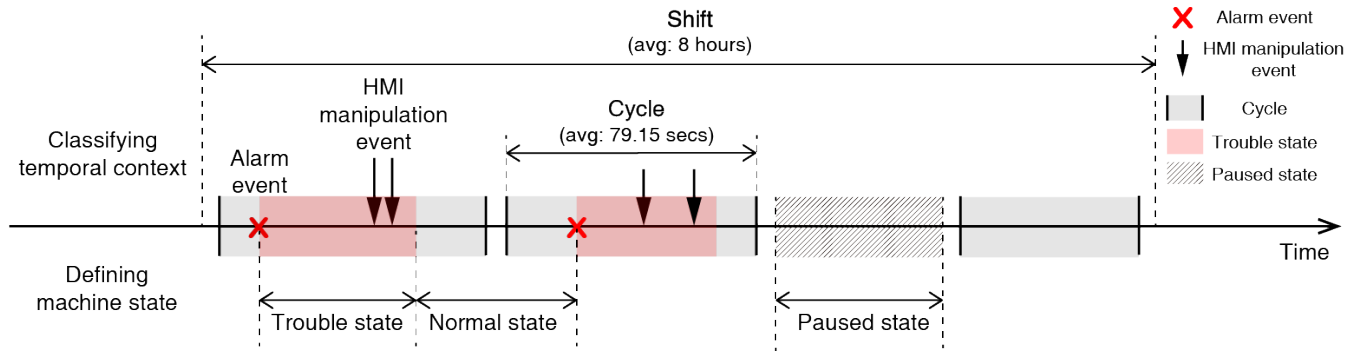 Shift
(avg: 8 hours)
Alarm event
HMI manipulation
event
Cycle
Trouble state
Paused state
Classifying
temporal context
Alarm
event
HMI
manipulation
event
Cycle
(avg: 79.15 secs)
Time
Defining
machine state
Trouble state
Normal state
Paused state